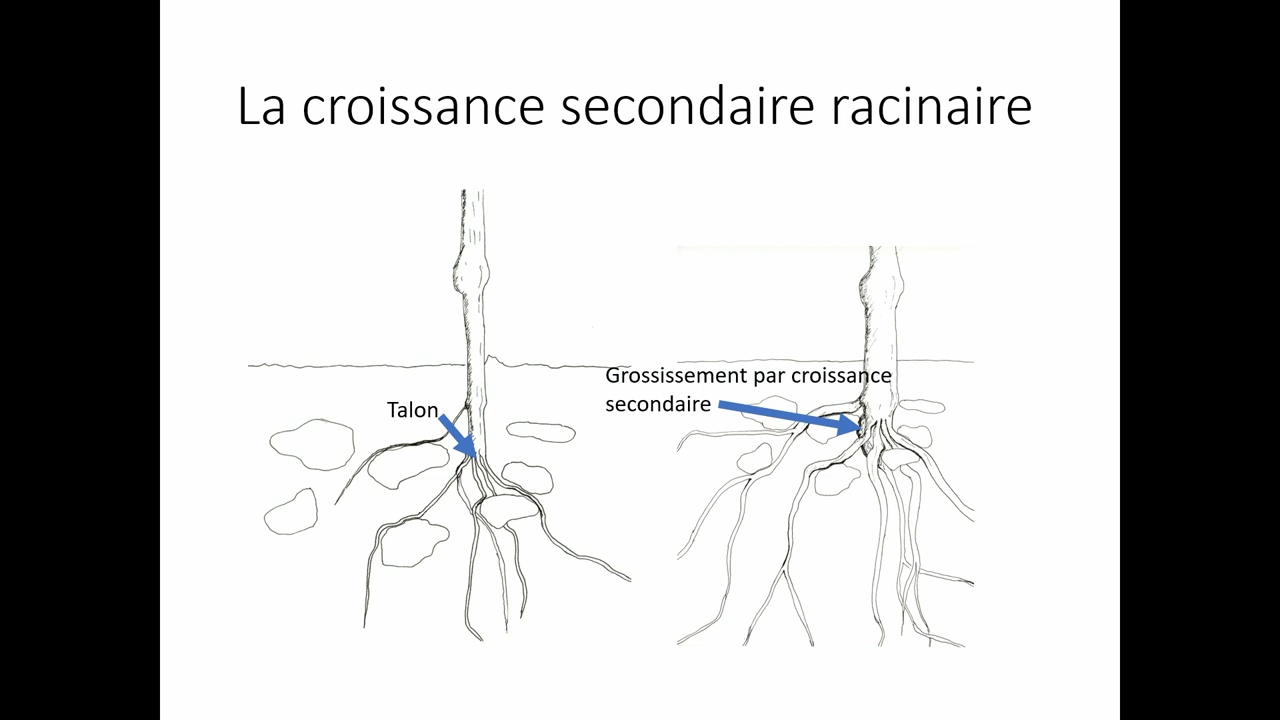 La croissance secondaire racinaire
Talon
Grossissement par croissance
secondaire